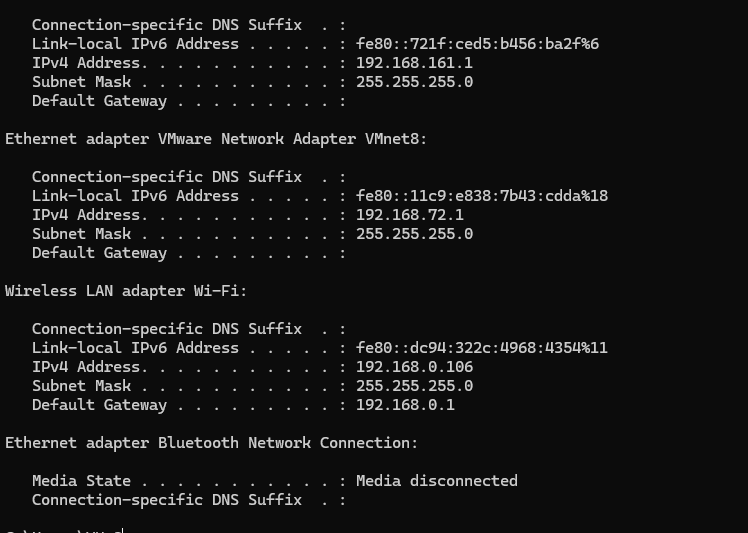 Connection-specific DNS Suffix  . :
Link-local IPv6 Address . . . . . : fe80::721f:ced5:b456:ba2f%6
IPv4 Address. . . . . . . . . . . : 192.168.161.1
Subnet Mask . . . . . . . . . . . : 255.255.255.0
Default Gateway . . . . . . . . . :
Ethernet adapter VMware Network Adapter VMnet8:
Connection-specific DNS Suffix  . :
Link-local IPv6 Address . . . . . : fe80::11c9:e838:7b43:cdda%18
IPv4 Address. . . . . . . . . . . : 192.168.72.1
Subnet Mask . . . . . . . . . . . : 255.255.255.0
Default Gateway . . . . . . . . . :
Wireless LAN adapter Wi-Fi:
Connection-specific DNS Suffix  . :
Link-local IPv6 Address . . . . . : fe80::dc94:322c:4968:4354%11
IPv4 Address. . . . . . . . . . . : 192.168.0.106
Subnet Mask . . . . . . . . . . . : 255.255.255.0
Default Gateway . . . . . . . . . : 192.168.0.1
Ethernet adapter Bluetooth Network Connection:
Media State . . . . . . . . . . . : Media disconnected
Connection-specific DNS Suffix  . :